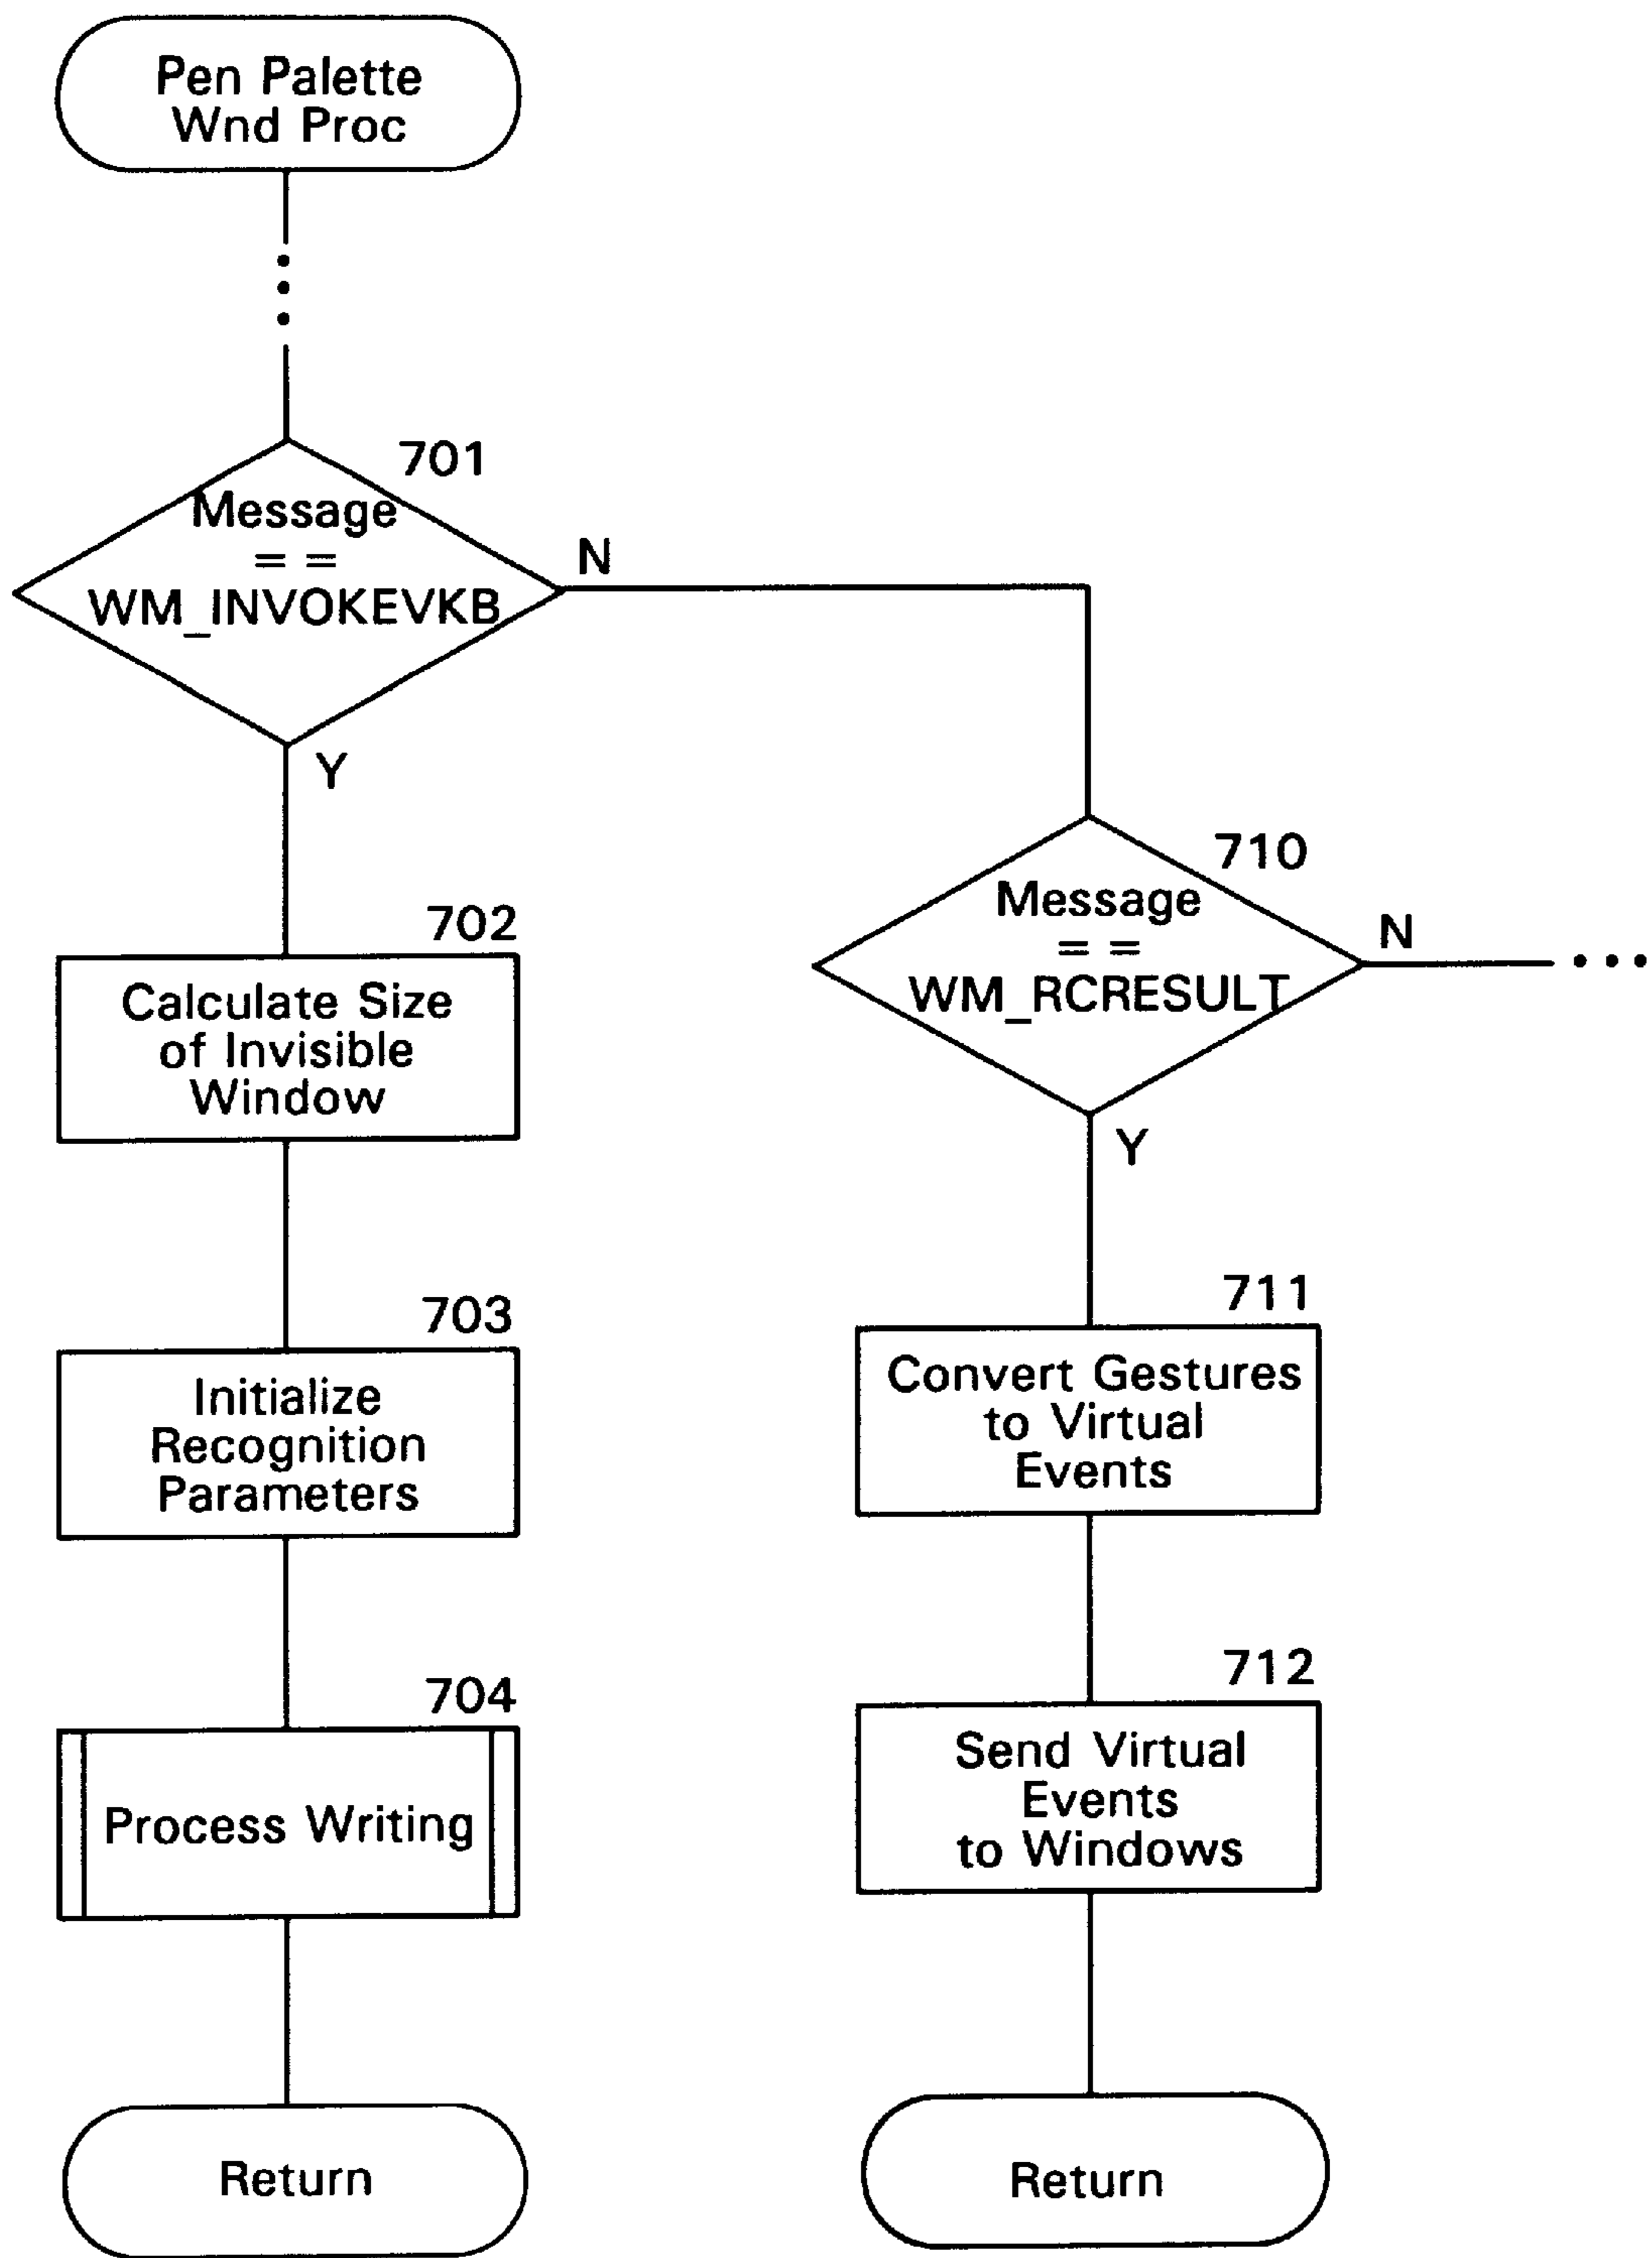 Pen Palette
Wnd Proc
701
Message
= =
WM_INVOKEVKB
N
Y
702
Calculate Size
of Invisible
Window
703
Initialize
Recognition
Parameters
704
Process Writing
Return
710
Message
= =
WM_RCRESULT
N
Y
711
Convert Gestures
to Virtual
Events
712
Send Virtual
Events
to Windows
Return